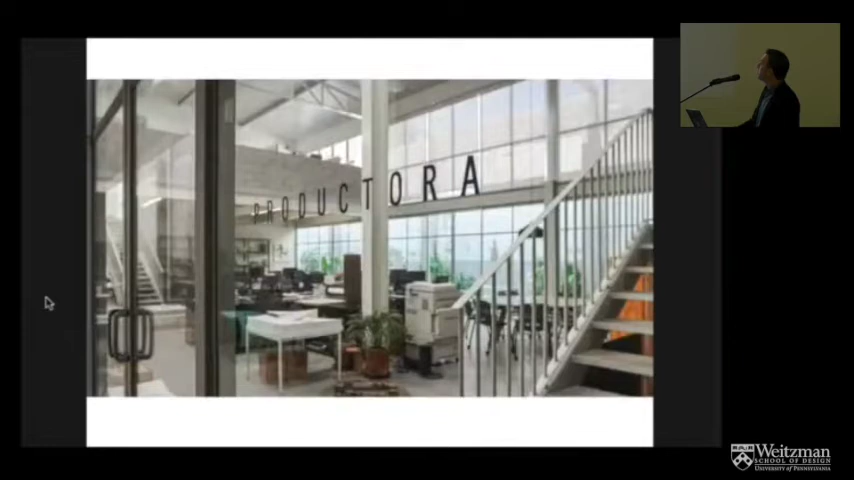 PRODUCTORA
Weitzman
SCHOOL OF DESIGN
UNIVERSITY of PENNSYLVANIA